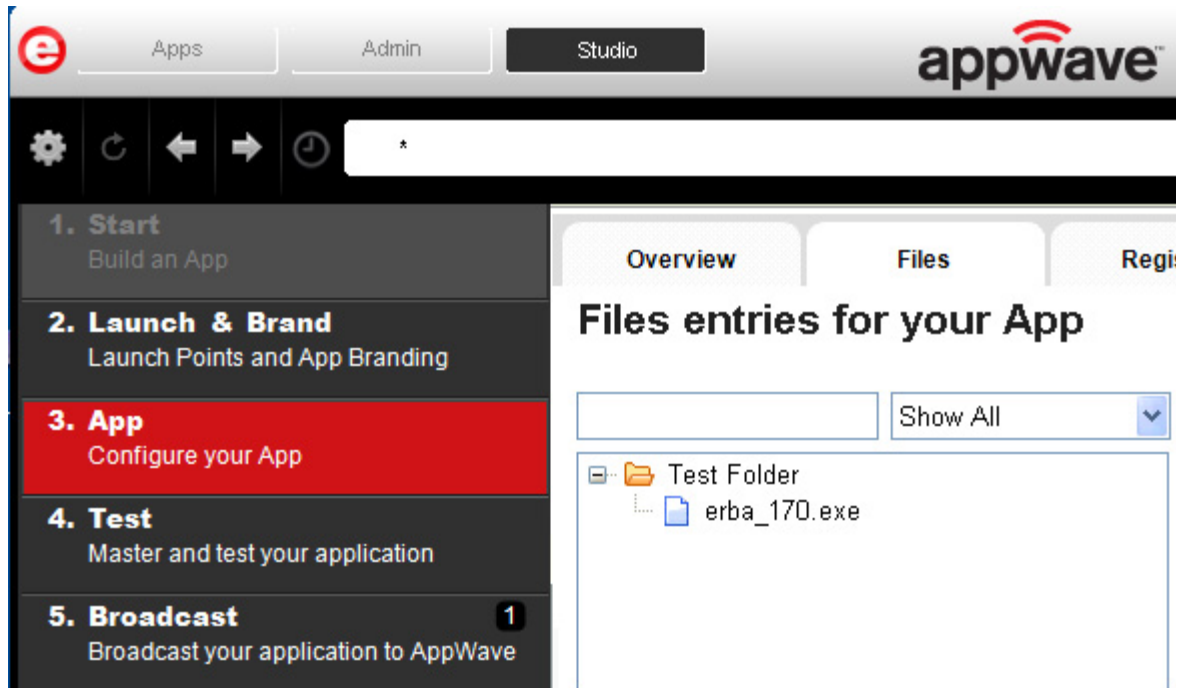 e Apps Admin Studio appwave™
*
1. Start
Build an App
2. Launch & Brand
Launch Points and App Branding
3. App
Configure your App
4. Test
Master and test your application
5. Broadcast 1
Broadcast your application to AppWave
Overview Files Regi
Files entries for your App
Show All
Test Folder
erba_170.exe